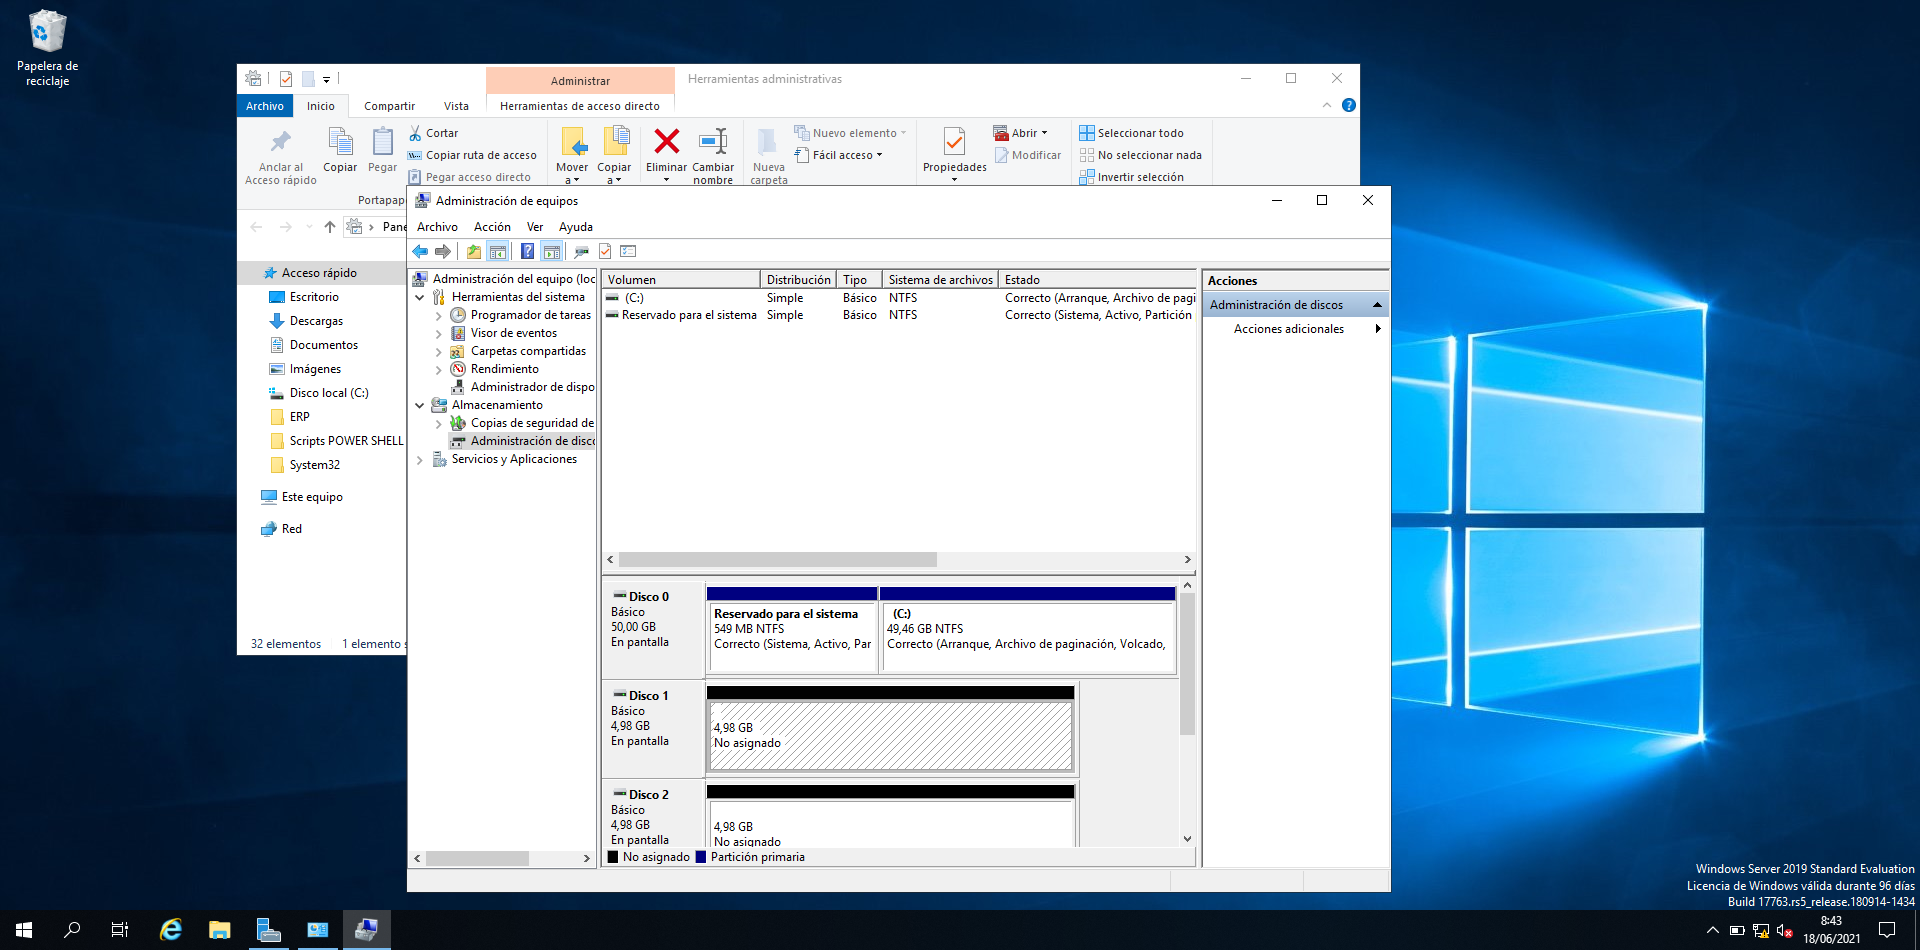 Papelera de
reciclaje
Administrar
Herramientas administrativas
Archivo
Inicio
Compartir
Vista
Herramientas de acceso directo
Anclar al
Acceso rápido
Copiar
Pegar
Cortar
Copiar ruta de acceso
Pegar acceso directo
Mover
a
Copiar
a
Eliminar
Cambiar
nombre
Nueva
carpeta
Nuevo elemento
Fácil acceso
Propiedades
Abrir
Modificar
Seleccionar todo
No seleccionar nada
Invertir selección
Portapap
Pane
Acceso rápido
Escritorio
Descargas
Documentos
Imágenes
Disco local (C:)
ERP
Scripts POWER SHELL
System32
Este equipo
Red
32 elementos
1 elemento s
Administración de equipos
Archivo
Acción
Ver
Ayuda
Administración del equipo (loc
Herramientas del sistema
Programador de tareas
Visor de eventos
Carpetas compartidas
Rendimiento
Administrador de dispo
Almacenamiento
Copias de seguridad de
Administración de disco
Servicios y Aplicaciones
Volumen Distribución Tipo Sistema de archivos Estado
(C:) Simple Básico NTFS Correcto (Arranque, Archivo de pagi
Reservado para el sistema Simple Básico NTFS Correcto (Sistema, Activo, Partición
Disco 0
Básico
50,00 GB
En pantalla
Reservado para el sistema
549 MB NTFS
Correcto (Sistema, Activo, Par
(C:)
49,46 GB NTFS
Correcto (Arranque, Archivo de paginación, Volcado,
Disco 1
Básico
4,98 GB
En pantalla
4,98 GB
No asignado
Disco 2
Básico
4,98 GB
En pantalla
4,98 GB
No asignado
No asignado
Partición primaria
Acciones
Administración de discos
Acciones adicionales
Windows Server 2019 Standard Evaluation
Licencia de Windows válida durante 96 días
Build 17763.rs5_release.180914-1434
8:43
18/06/2021